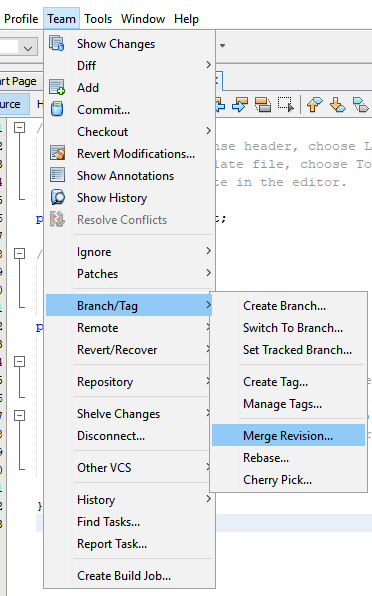 Profile Team Tools Window Help
rt Page
urce H
Show Changes
Diff
Add
Commit...
Checkout
Revert Modifications...
Show Annotations
Show History
Resolve Conflicts
Ignore
Patches
Branch/Tag
Remote
Revert/Recover
Repository
Shelve Changes
Disconnect...
Other VCS
History
Find Tasks...
Report Task...
Create Build Job...
Create Branch...
Switch To Branch...
Set Tracked Branch...
Create Tag...
Manage Tags...
Merge Revision...
Rebase...
Cherry Pick...
nse header, choose L
late file, choose To
te in the editor.
t;
}